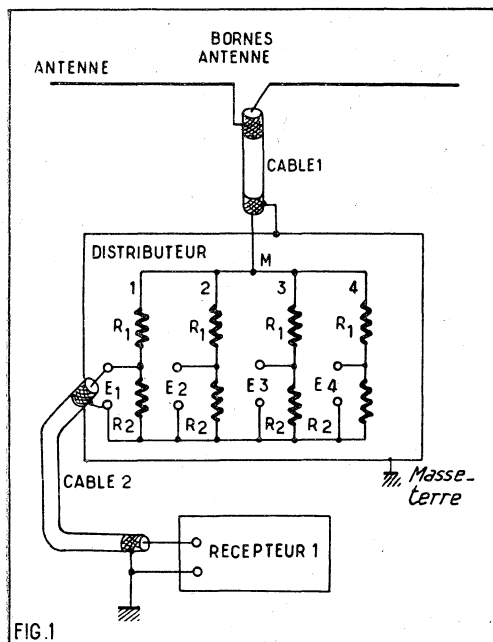 BORNES
ANTENNE
ANTENNE
CABLE1
DISTRIBUTEUR
M
1 2 3 4
R1 R1 R1 R1
E1 E2 E3 E4
R2 R2 R2 R2
CABLE 2
Masse-
terre
RECEPTEUR 1
FIG.1